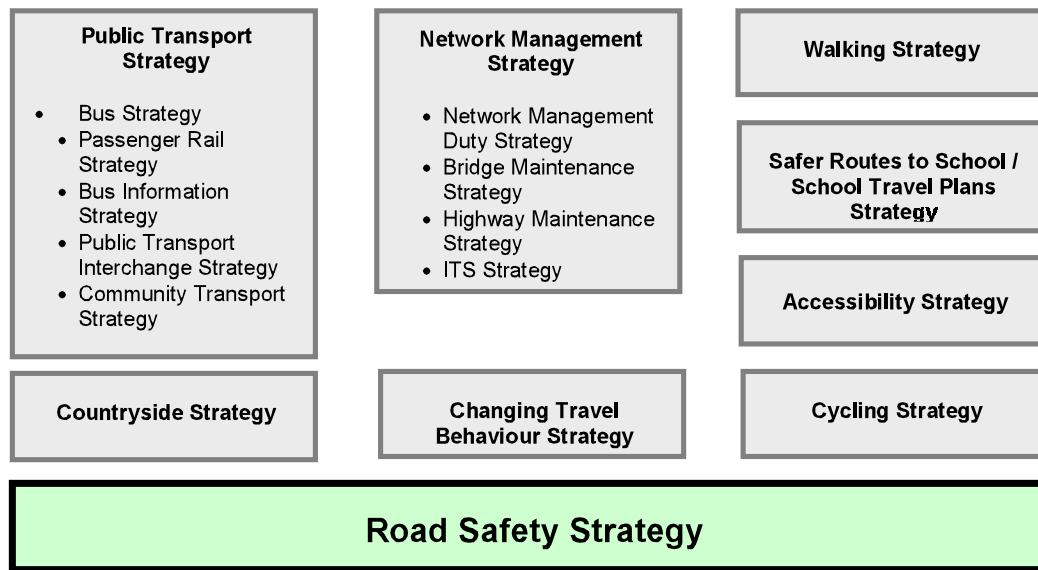 Public Transport
Strategy
• Bus Strategy
• Passenger Rail
Strategy
• Bus Information
Strategy
• Public Transport
Interchange Strategy
• Community Transport
Strategy
Network Management
Strategy
• Network Management
Duty Strategy
• Bridge Maintenance
Strategy
• Highway Maintenance
Strategy
• ITS Strategy
Walking Strategy
Safer Routes to School /
School Travel Plans
Strategy
Accessibility Strategy
Countryside Strategy
Changing Travel
Behaviour Strategy
Cycling Strategy
Road Safety Strategy